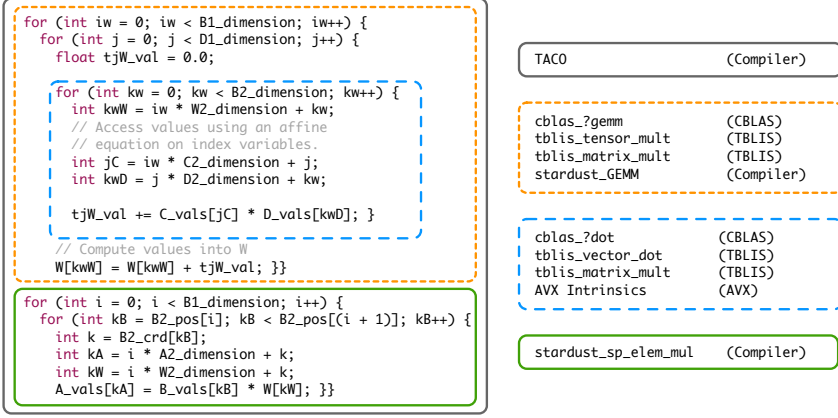 for (int iw = 0; iw < B1_dimension; iw++) {
for (int j = 0; j < D1_dimension; j++) {
float tjW_val = 0.0;
for (int kw = 0; kw < B2_dimension; kw++) {
int kwW = iw * W2_dimension + kw;
// Access values using an affine
// equation on index variables.
int jC = iw * C2_dimension + j;
int kwD = j * D2_dimension + kw;
tjW_val += C_vals[jC] * D_vals[kwD]; }
// Compute values into W
W[kwW] = W[kwW] + tjW_val; }}
for (int i = 0; i < B1_dimension; i++) {
for (int kB = B2_pos[i]; kB < B2_pos[(i + 1)]; kB++) {
int k = B2_crd[kB];
int kA = i * A2_dimension + k;
int kW = i * W2_dimension + k;
A_vals[kA] = B_vals[kB] * W[kW]; }}
TACO (Compiler)
cblas_?gemm (CBLAS)
tblis_tensor_mult (TBLIS)
tblis_matrix_mult (TBLIS)
stardust_GEMM (Compiler)
cblas_?dot (CBLAS)
tblis_vector_dot (TBLIS)
tblis_matrix_mult (TBLIS)
AVX Intrinsics (AVX)
stardust_sp_elem_mul (Compiler)